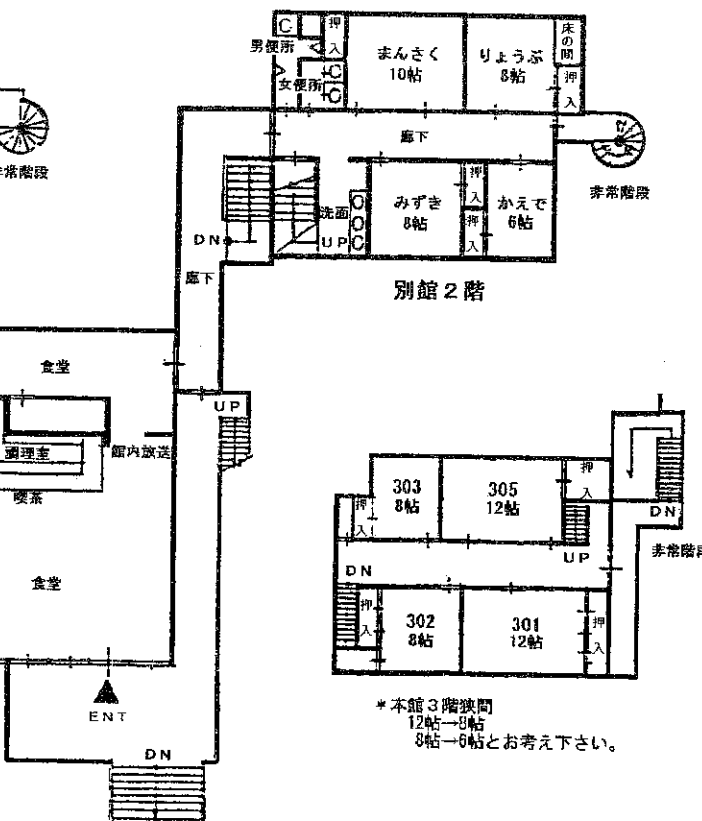 C
押
入
床
の
間
男便所
まんさく
10帖
りょうぶ
8帖
女便所
C
C
押
入
廊下
非常階段
非常階段
押
入
みずき
8帖
かえで
6帖
洗面
C
C
C
押
入
DN
UP
廊下
別館2階
食堂
UP
調理室
館内放送
喫茶
303
8帖
305
12帖
押
入
押
入
DN
UP
非常階段
DN
食堂
押
入
302
8帖
301
12帖
押
入
ENT
*本館3階狭間
12帖→8帖
8帖→6帖とお考え下さい。
DN